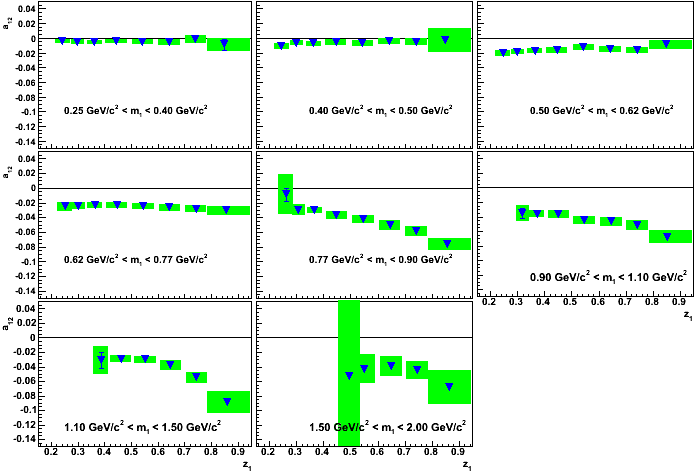 a12
0.04
0.02
0
-0.02
-0.04
-0.06
-0.08
-0.1
-0.12
-0.14
0.25 GeV/c² < m₁ < 0.40 GeV/c²
0.40 GeV/c² < m₁ < 0.50 GeV/c²
0.50 GeV/c² < m₁ < 0.62 GeV/c²
a12
0.04
0.02
0
-0.02
-0.04
-0.06
-0.08
-0.1
-0.12
-0.14
0.62 GeV/c² < m₁ < 0.77 GeV/c²
0.77 GeV/c² < m₁ < 0.90 GeV/c²
0.90 GeV/c² < m₁ < 1.10 GeV/c²
0.2 0.3 0.4 0.5 0.6 0.7 0.8 0.9
z₁
a12
0.04
0.02
0
-0.02
-0.04
-0.06
-0.08
-0.1
-0.12
-0.14
1.10 GeV/c² < m₁ < 1.50 GeV/c²
1.50 GeV/c² < m₁ < 2.00 GeV/c²
0.2 0.3 0.4 0.5 0.6 0.7 0.8 0.9
z₁
0.2 0.3 0.4 0.5 0.6 0.7 0.8 0.9
z₁